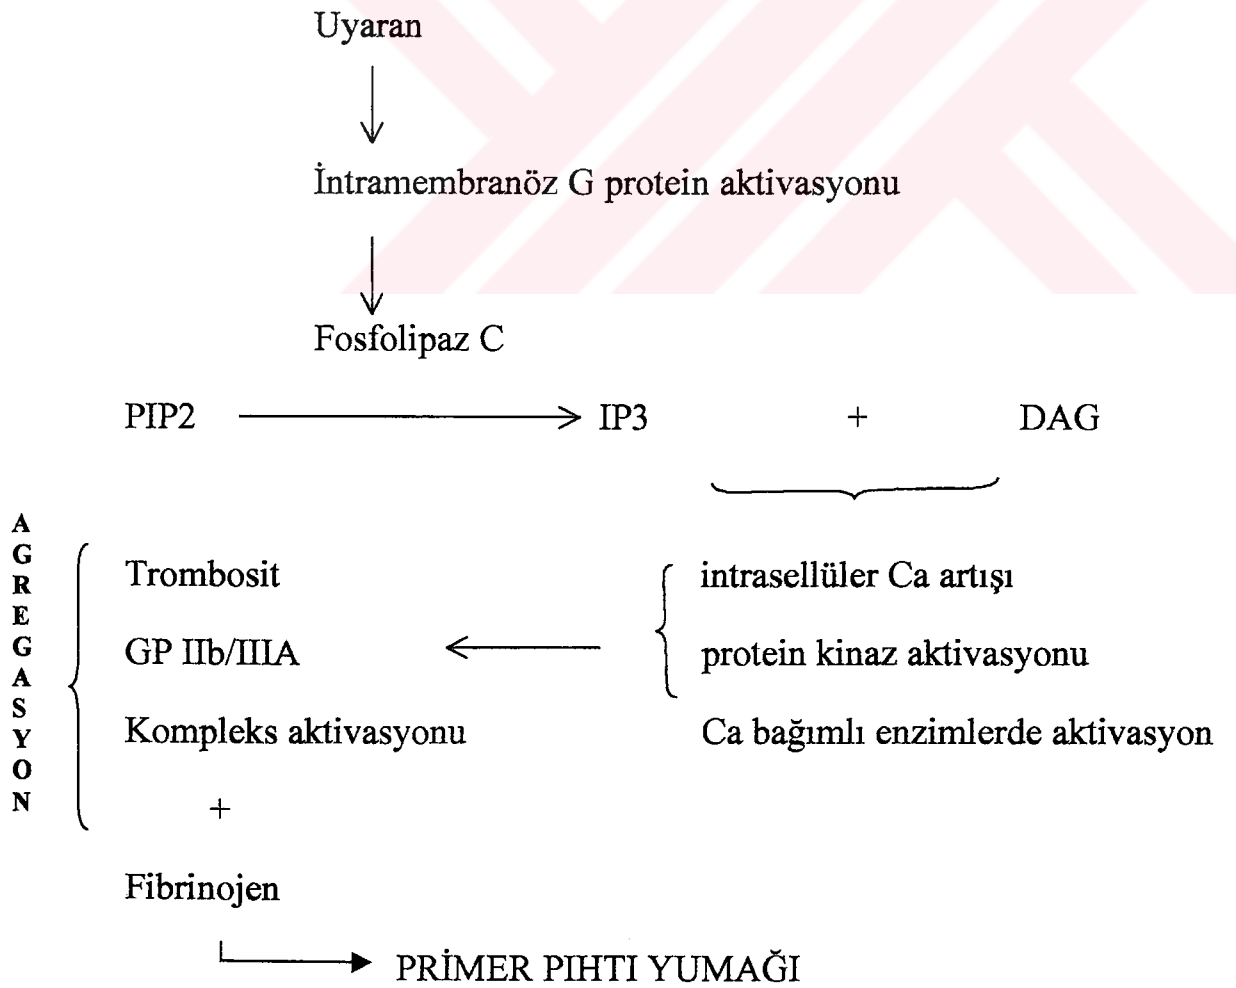 Uyaran
İntramembranöz G protein aktivasyonu
Fosfolipaz C
PIP2 IP3 + DAG
AGREGASYON
Trombosit
GP IIb/IIIA
Kompleks aktivasyonu
+
Fibrinojen
intrasellüler Ca artışı
protein kinaz aktivasyonu
Ca bağımlı enzimlerde aktivasyon
PRİMER PIHTI YUMAĞI